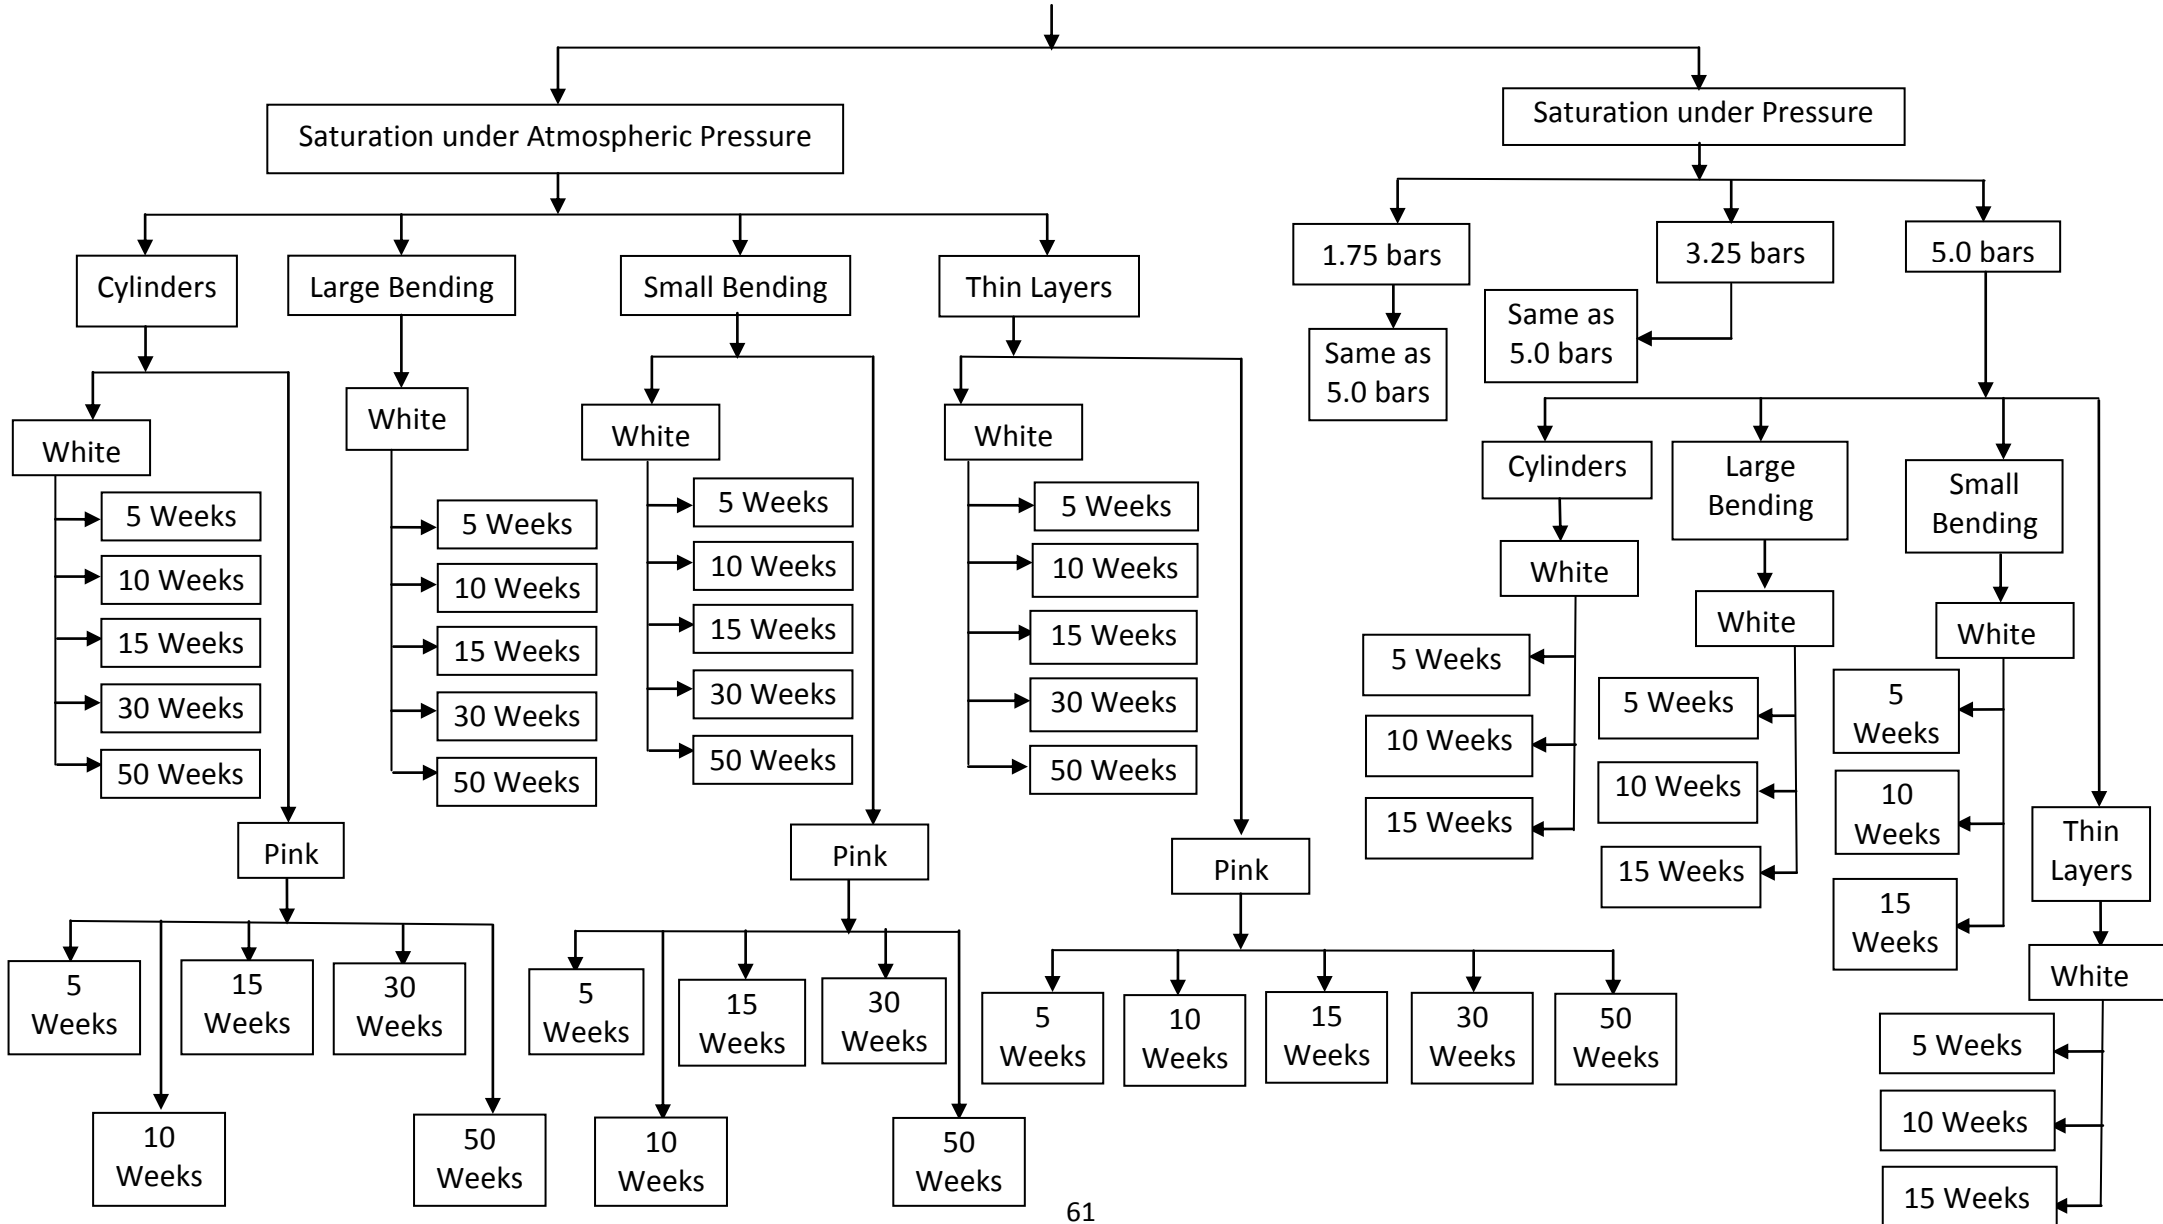 Saturation under Atmospheric Pressure
Saturation under Pressure
Cylinders
Large Bending
Small Bending
Thin Layers
White
5 Weeks
10 Weeks
15 Weeks
30 Weeks
50 Weeks
Pink
5
Weeks
10
Weeks
15
Weeks
30
Weeks
50
Weeks
White
5 Weeks
10 Weeks
15 Weeks
30 Weeks
50 Weeks
White
5 Weeks
10 Weeks
15 Weeks
30 Weeks
50 Weeks
Pink
5
Weeks
10
Weeks
15
Weeks
30
Weeks
50
Weeks
White
5 Weeks
10 Weeks
15 Weeks
30 Weeks
50 Weeks
Pink
5
Weeks
10
Weeks
15
Weeks
30
Weeks
50
Weeks
1.75 bars
Same as
5.0 bars
3.25 bars
Same as
5.0 bars
5.0 bars
Cylinders
White
5 Weeks
10 Weeks
15 Weeks
Large
Bending
White
5 Weeks
10 Weeks
15 Weeks
Small
Bending
White
5
Weeks
10
Weeks
15
Weeks
Thin
Layers
White
5 Weeks
10 Weeks
15 Weeks
61